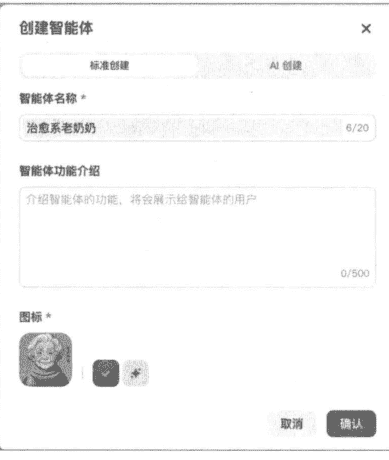 创建智能体
标准创建
AI 创建
智能体名称 *
治愈系老奶奶
6/20
智能体功能介绍
介绍智能体的功能，将会展示给智能体的用户
0/500
图标 *
取消
确认